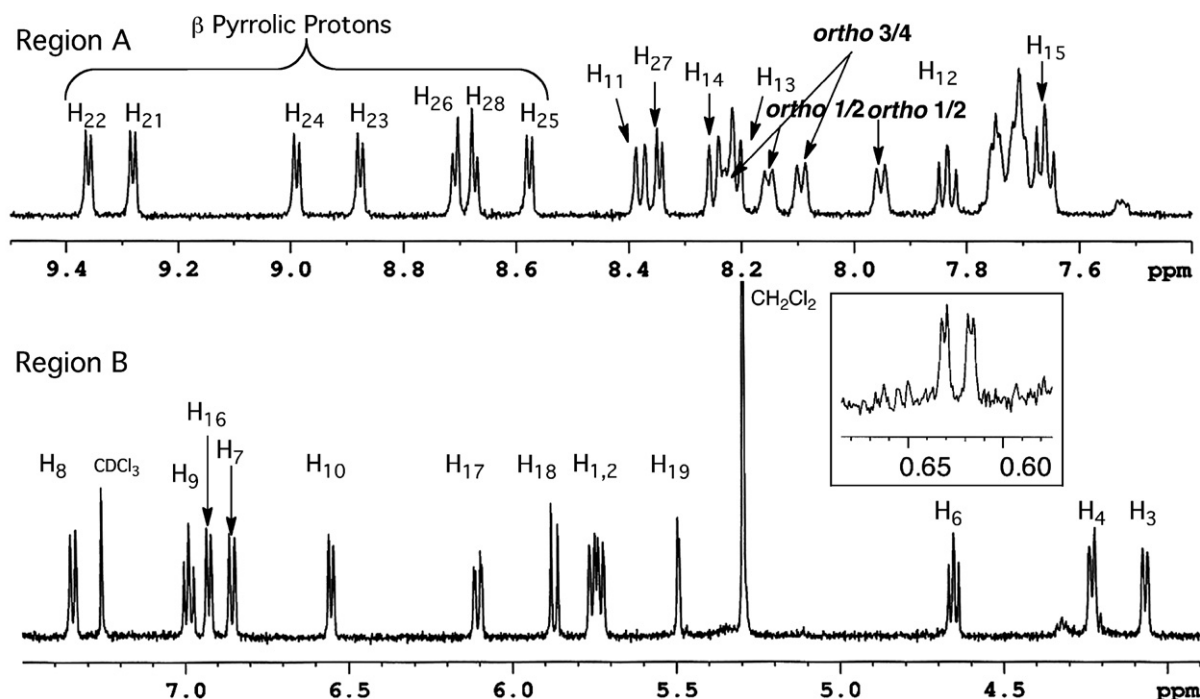 β Pyrrolic Protons
Region A
ortho 3/4
H22 H21 H24 H23 H26 H28 H25 H11 H27 H14 H13 H12 H15
ortho 1/2 ortho 1/2
9.4 9.2 9.0 8.8 8.6 8.4 8.2 8.0 7.8 7.6 ppm
CH2Cl2
Region B
0.65 0.60
H8 CDCl3 H9 H16 H7 H10 H17 H18 H1,2 H19 H6 H4 H3
7.0 6.5 6.0 5.5 5.0 4.5 ppm